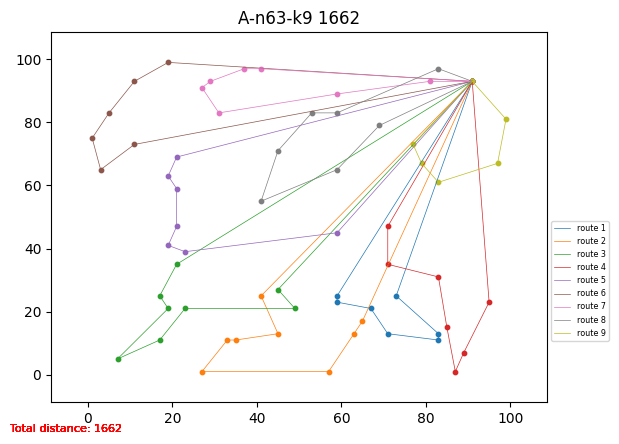 A-n63-k9 1662
100
80
60
40
20
0
0 20 40 60 80 100
route 1
route 2
route 3
route 4
route 5
route 6
route 7
route 8
route 9
Total distance: 1662